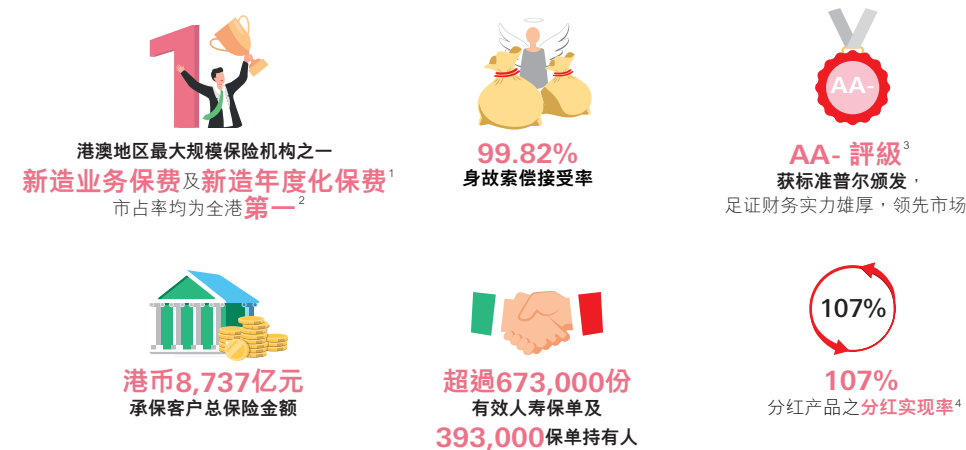 港澳地区最大规模保险机构之一
新造业务保费及新造年度化保费1
市占率均为全港第一2
99.82%
身故索偿接受率
AA-
AA- 評級3
获标准普尔颁发，
足证财务实力雄厚，领先市场
港币8,737亿元
承保客户总保险金额
超過673,000份
有效人寿保单及
393,000保单持有人
107%
107%
分红产品之分红实现率4